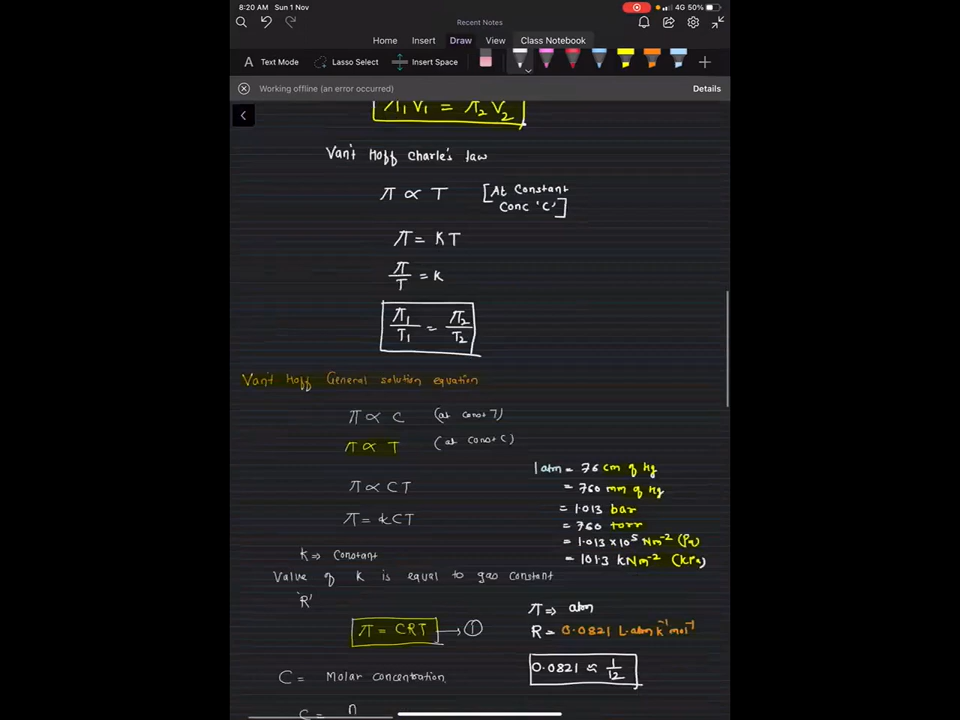 8:20 AM Sun 1 Nov
4G 50%
Recent Notes
Home Insert Draw View Class Notebook
Text Mode Lasso Select Insert Space
Working offline (an error occurred)
Details
π₁V₁ = π₂V₂
Van't Hoff Charle's law
π ∝ T [At Constant
Conc 'C']
π = KT
π/T = K
π₁/T₁ = π₂/T₂
Van't Hoff General solution equation
π ∝ C (at const T)
π ∝ T (at const C)
π ∝ CT
π = kCT
k ⇒ Constant
Value of K is equal to gas constant
'R'
π = CRT → ①
C = Molar concentration
C = n
1 atm = 76 cm of Hg
= 760 mm of Hg
= 1.013 bar
= 760 torr
= 1.013 × 10⁵ Nm⁻² (Pa)
= 101.3 kNm⁻² (kPa)
π ⇒ atm
R = 0.0821 L.atm K⁻¹ mol⁻¹
0.0821 ≈ 1/12